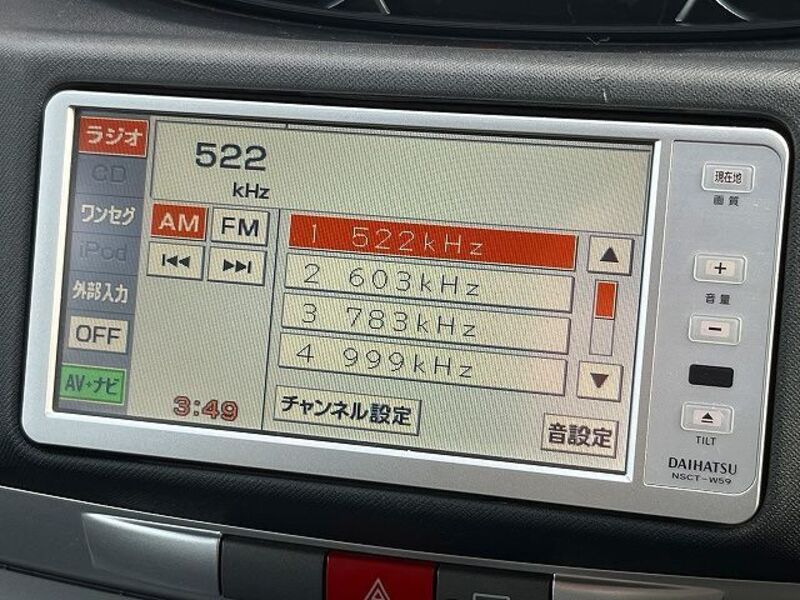 ラジオ
CD
ワンセグ
iPod
外部入力
OFF
AV・ナビ
522
kHz
AM FM
3:49
1 522kHz
2 603kHz
3 783kHz
4 999kHz
チャンネル設定
音設定
現在地
画質
+
音量
−
TILT
DAIHATSU
NSCT-W59